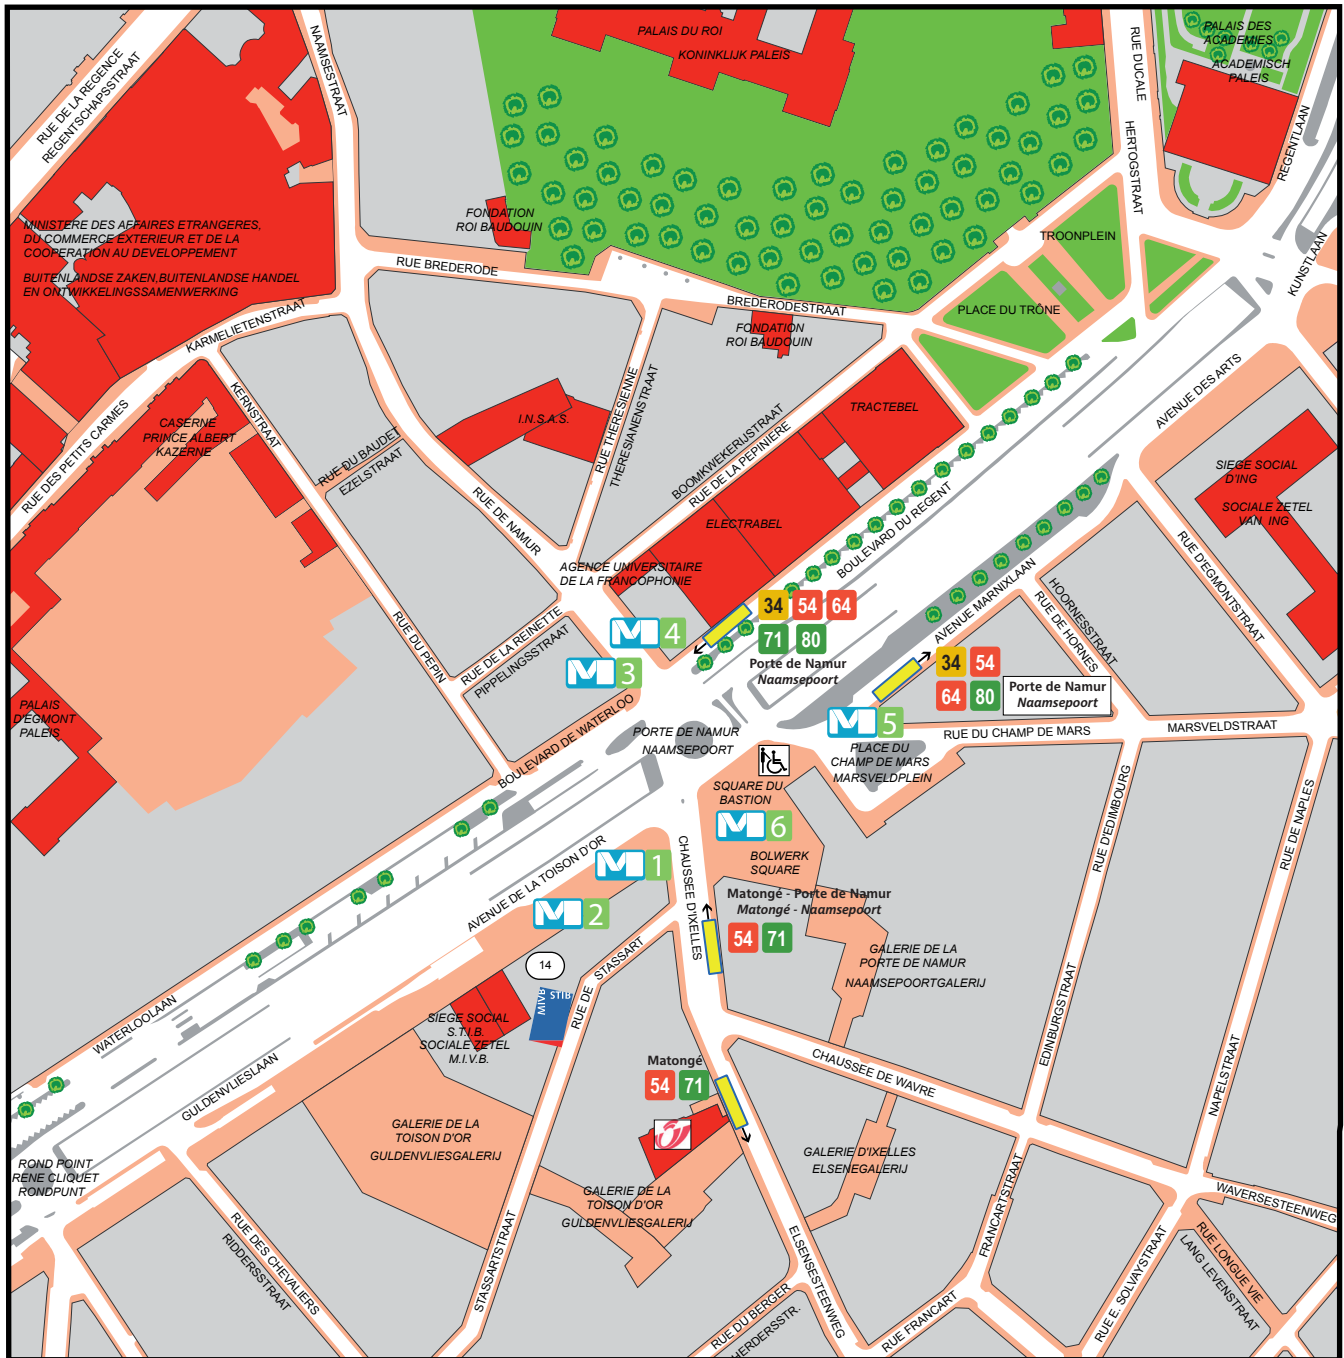 PALAIS DU ROI
KONINKLIJK PALEIS
PALAIS DES
ACADEMIES
ACADEMISCH
PALEIS
RUE DE LA REGENCE
REGENTSCHAPSSTRAAT
NAAMSESTRAAT
RUE DUCALE
HERTOGSTRAAT
REGENTLAAN
KUNSTLAAN
MINISTERE DES AFFAIRES ETRANGERES,
DU COMMERCE EXTERIEUR ET DE LA
COOPERATION AU DEVELOPPEMENT
BUITENLANDSE ZAKEN,BUITENLANDSE HANDEL
EN ONTWIKKELINGSSAMENWERKING
FONDATION
ROI BAUDOUIN
RUE BREDERODE
BREDERODESTRAAT
FONDATION
ROI BAUDOUIN
TROONPLEIN
PLACE DU TRÔNE
KARMELIETENSTRAAT
RUE DES PETITS CARMES
KERNSTRAAT
CASERNE
PRINCE ALBERT
KAZERNE
RUE DU BAUDET
EZELSTRAAT
I.N.S.A.S.
RUE THERESIENNE
THERESIANENSTRAAT
BOOMKWEKERIJSTRAAT
RUE DE LA PEPINIERE
TRACTEBEL
ELECTRABEL
AVENUE DES ARTS
SIEGE SOCIAL
D'ING
SOCIALE ZETEL
VAN ING
RUE DE NAMUR
BOULEVARD DU REGENT
AGENCE UNIVERSITAIRE
DE LA FRANCOPHONIE
AVENUE MARNIXLAAN
HOORNESSTRAAT
RUE DE HORNES
RUE D'EGMONTSTRAAT
34 54 64
71 80
Porte de Namur
Naamsepoort
34 54
64 80
Porte de Namur
Naamsepoort
M 4
M 3
M 5
RUE DU PEPIN
RUE DE LA REINETTE
PIPPELINGSSTRAAT
PALAIS
D'EGMONT
PALEIS
BOULEVARD DE WATERLOO
PORTE DE NAMUR
NAAMSEPOORT
PLACE DU
CHAMP DE MARS
MARSVELDPLEIN
RUE DU CHAMP DE MARS
MARSVELDSTRAAT
SQUARE DU
BASTION
M 6
BOLWERK
SQUARE
M 1
M 2
AVENUE DE LA TOISON D'OR
CHAUSSEE D'IXELLES
RUE D'EDIMBOURG
RUE DE NAPLES
Matongé - Porte de Namur
Matongé - Naamsepoort
54 71
GALERIE DE LA
PORTE DE NAMUR
NAAMSEPOORTGALERIJ
14
MIVB STIB
RUE DE STASSART
WATERLOOLAAN
GULDENVLIESLAAN
SIEGE SOCIAL
S.T.I.B.
SOCIALE ZETEL
M.I.V.B.
EDINBURGSTRAAT
NAPELSTRAAT
CHAUSSEE DE WAVRE
Matongé
54 71
GALERIE DE LA
TOISON D'OR
GULDENVLIESGALERIJ
GALERIE D'IXELLES
ELSENEGALERIJ
GALERIE DE LA
TOISON D'OR
GULDENVLIESGALERIJ
ROND POINT
RENE CLIQUET
RONDPUNT
RUE DES CHEVALIERS
RIDDERSSTRAAT
STASSARTSTRAAT
ELSENSESTEENWEG
FRANCARTSTRAAT
WAVERSESTEENWEG
RUE LONGUE VIE
LANG LEVENSTRAAT
RUE E. SOLVAYSTRAAT
RUE FRANCART
RUE DU BERGER
HERDERSSTR.